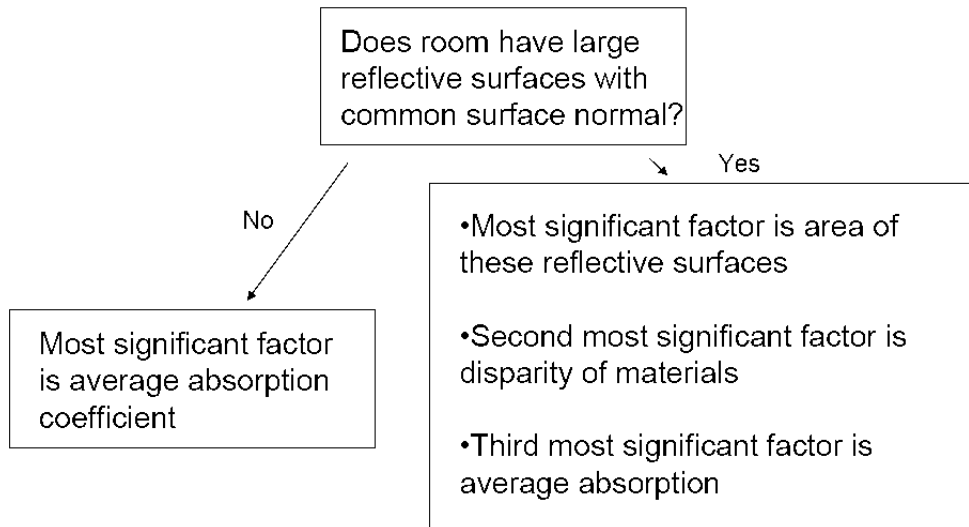 Does room have large
reflective surfaces with
common surface normal?
No
Yes
Most significant factor
is average absorption
coefficient
•Most significant factor is area of
these reflective surfaces
•Second most significant factor is
disparity of materials
•Third most significant factor is
average absorption